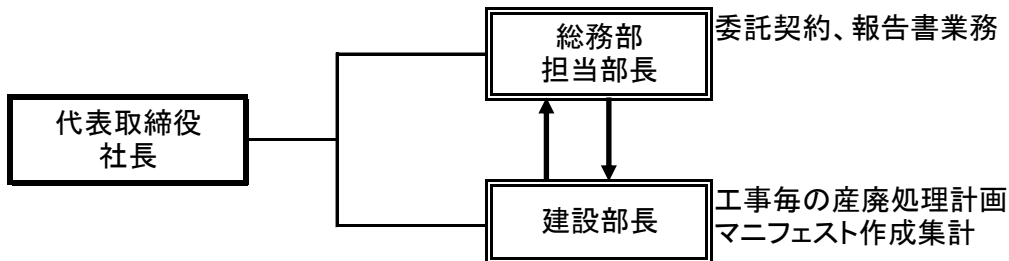 総務部
担当部長
委託契約、報告書業務
代表取締役
社長
建設部長
工事毎の産廃処理計画
マニフェスト作成集計